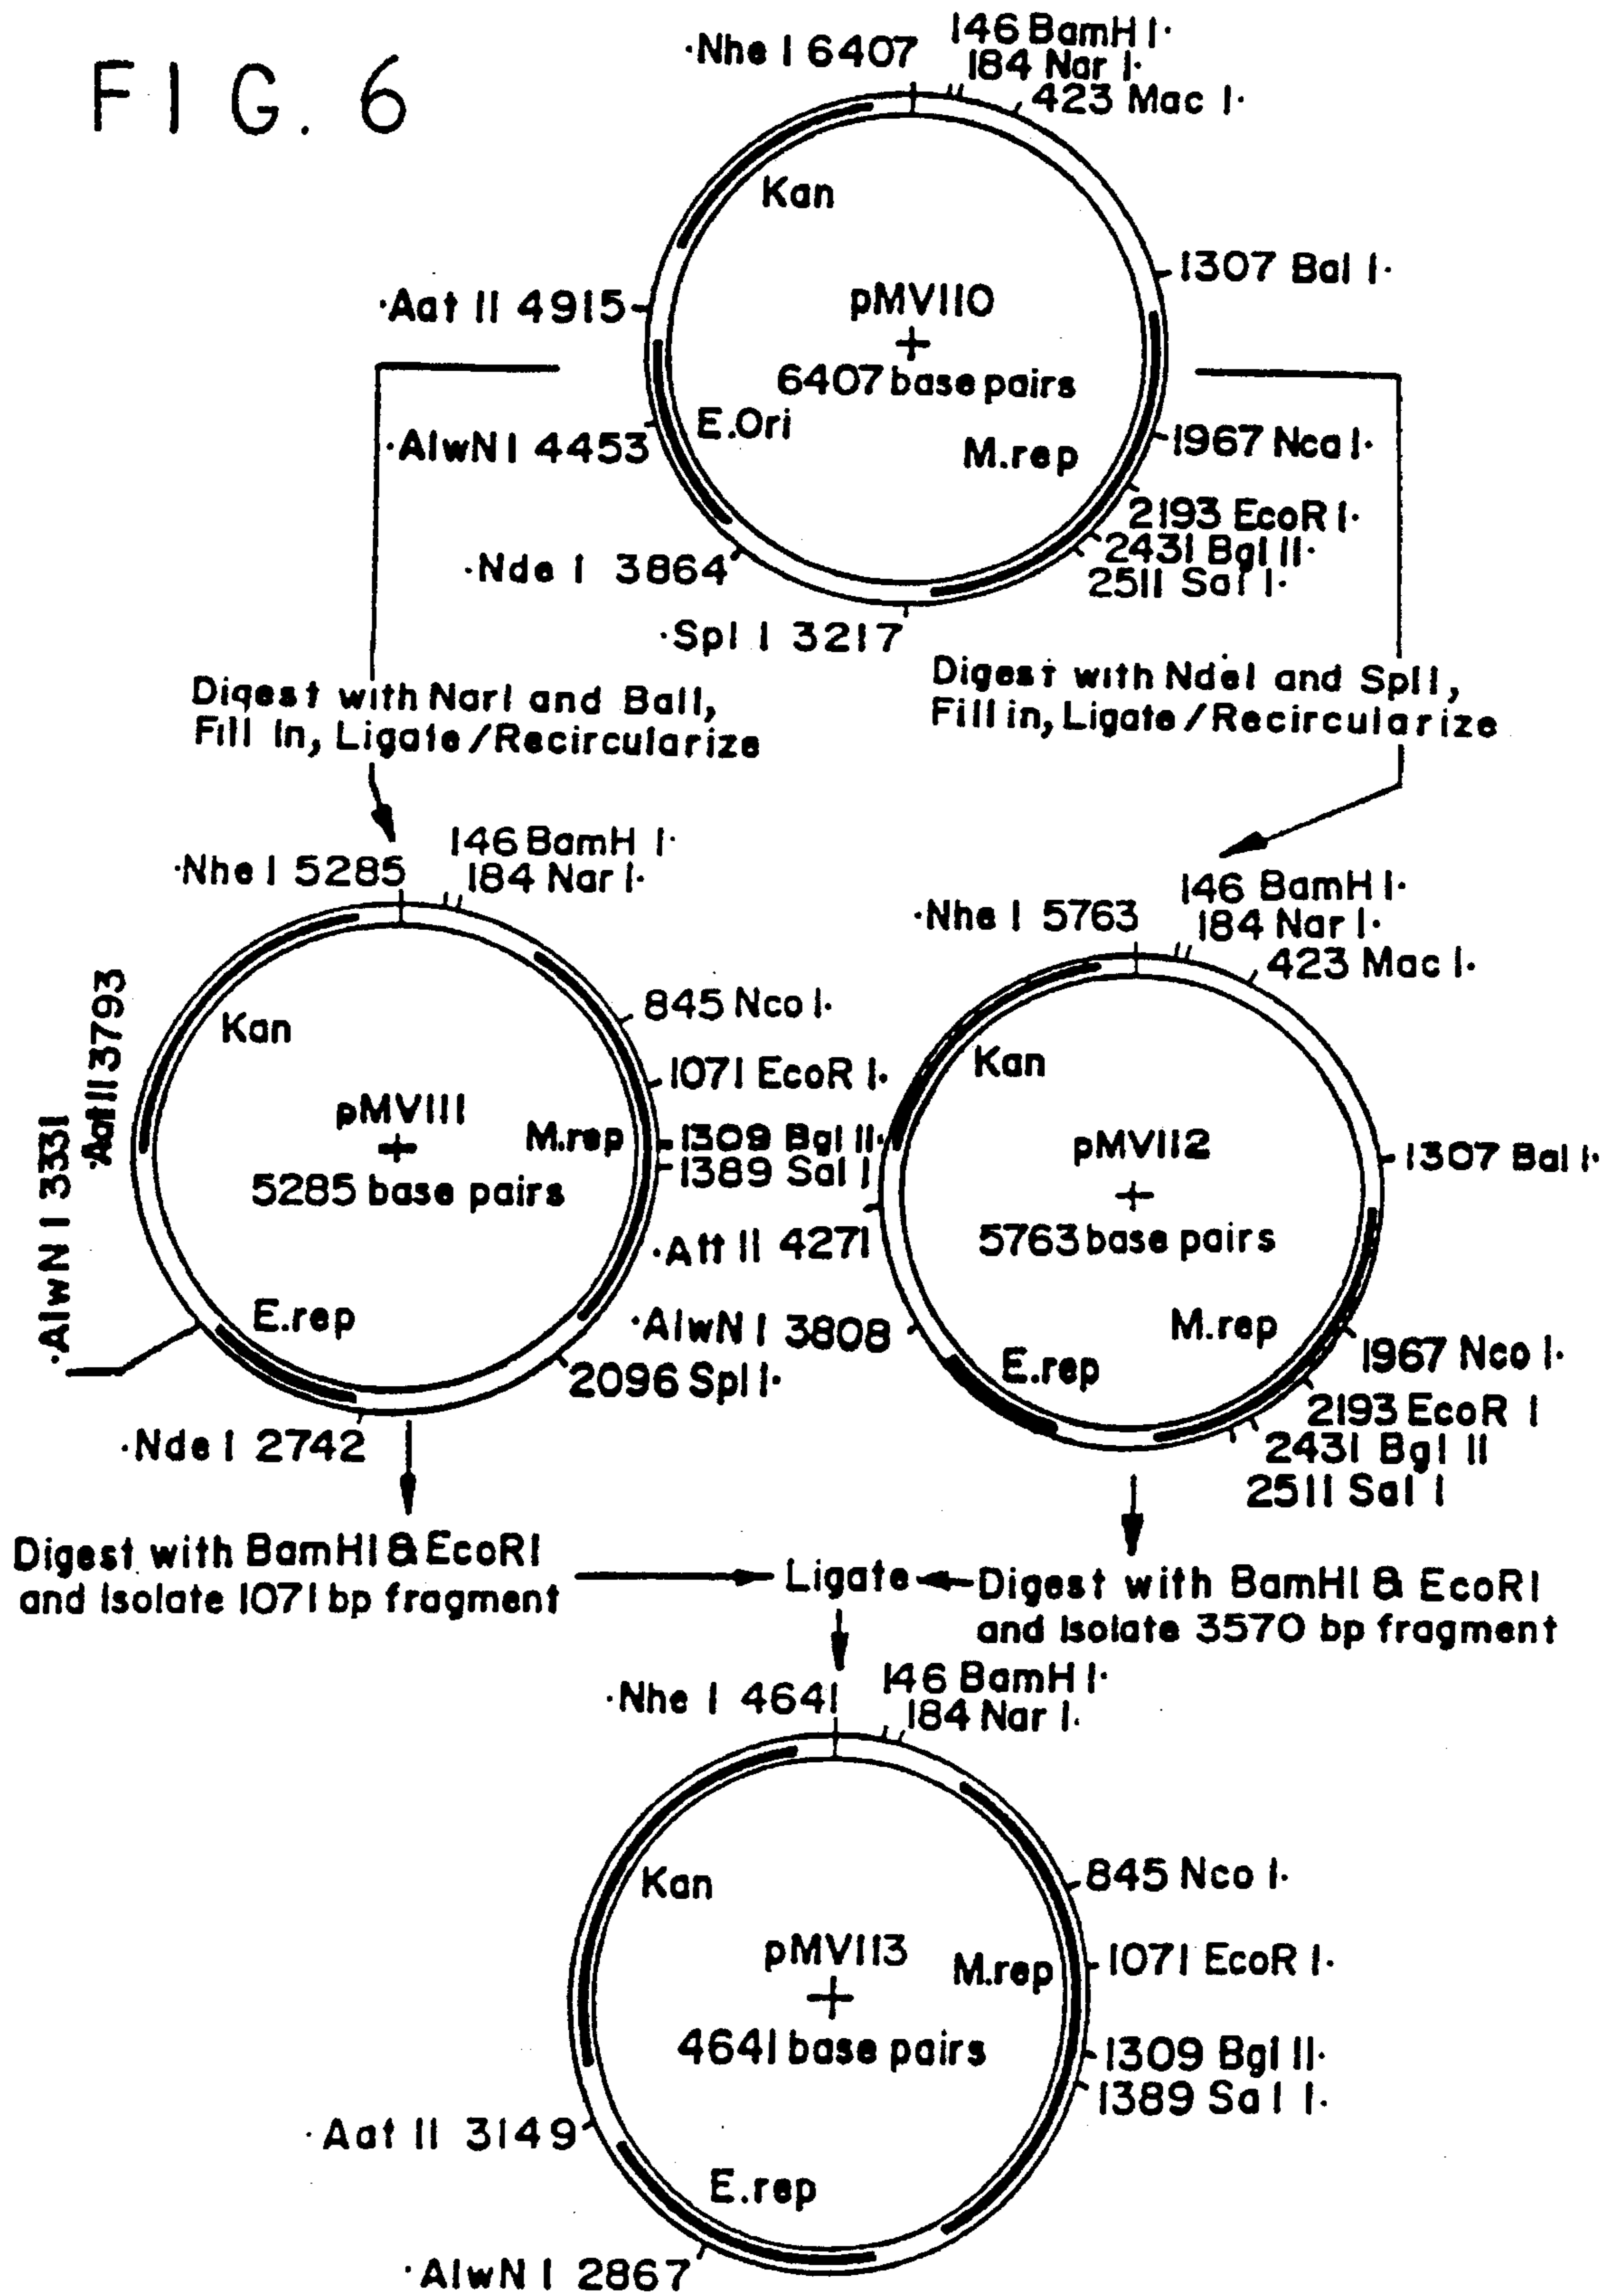 FIG. 6
·Nhe I 6407
146 BamH I·
184 Nar I·
423 Mac I·
Kan
1307 Bal I·
·Aat II 4915
pMV110
+
6407 base pairs
E.Ori
·AlwN I 4453
M.rep
1967 Nca I·
2193 EcoR I·
2431 Bgl II·
2511 Sal I·
·Nde I 3864
·Spl I 3217
Digest with NarI and BalI,
Fill In, Ligate/Recircularize
Digest with NdeI and SplI,
Fill in, Ligate/Recircularize
·Nhe I 5285
146 BamH I·
184 Nar I·
Kan
845 Nco I·
1071 EcoR I·
·Aat II 3793
·AlwN I 3331
pMV111
+
5285 base pairs
M.rep
1309 Bgl II·
1389 Sal I
E.rep
2096 Spl I·
·Nde I 2742
·Nhe I 5763
146 BamH I·
184 Nar I·
423 Mac I·
Kan
pMV112
+
5763 base pairs
1307 Bal I·
·Att II 4271
·AlwN I 3808
M.rep
E.rep
1967 Nco I·
2193 EcoR I
2431 Bgl II
2511 Sal I
Digest with BamHI & EcoRI
and Isolate 1071 bp fragment
Ligate
Digest with BamHI & EcoRI
and Isolate 3570 bp fragment
·Nhe I 4641
146 BamH I·
184 Nar I·
Kan
845 Nco I·
pMV113
+
4641 base pairs
M.rep
1071 EcoR I·
1309 Bgl II·
1389 Sal I·
·Aat II 3149
E.rep
·AlwN I 2867